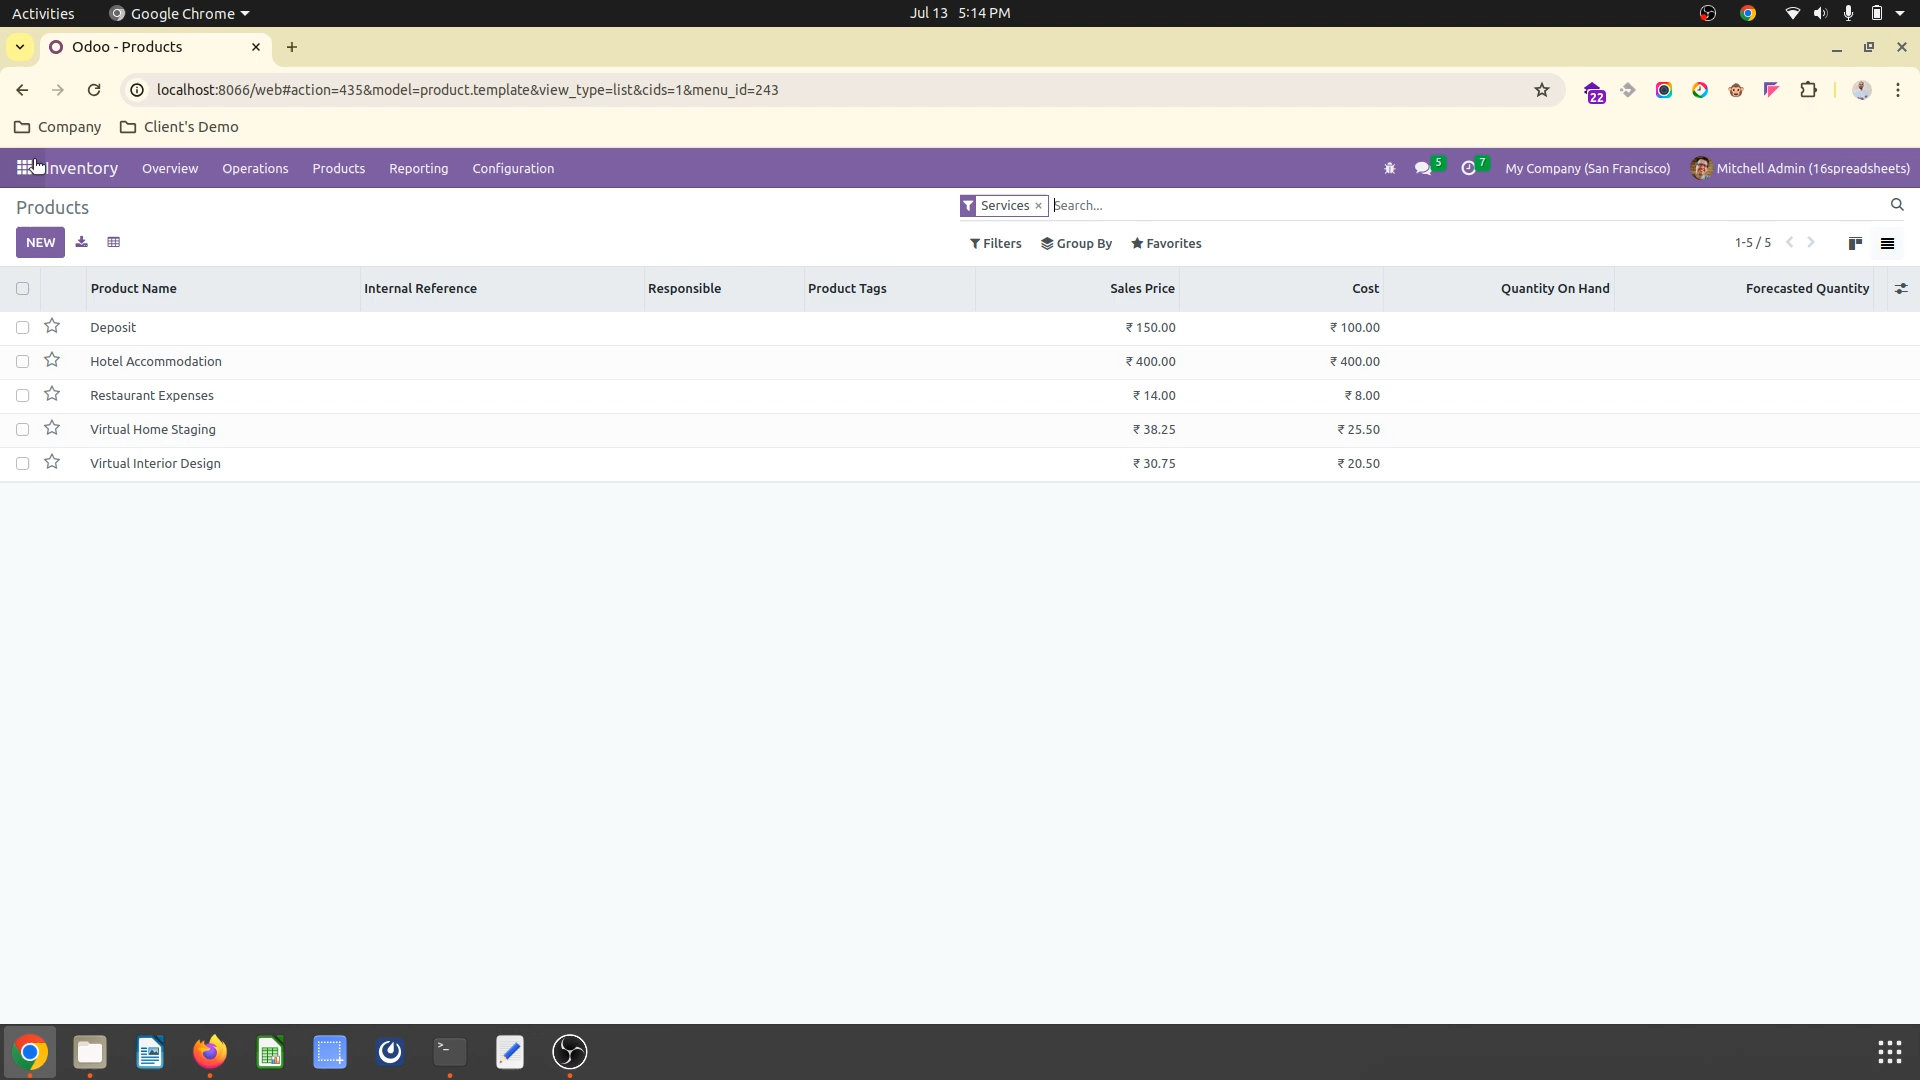 Activities Google Chrome Jul 13 5:14 PM
Odoo - Products
localhost:8066/web#action=435&model=product.template&view_type=list&cids=1&menu_id=243 22
Company Client's Demo
Inventory Overview Operations Products Reporting Configuration 5 7 My Company (San Francisco) Mitchell Admin (16spreadsheets)
Products Services × Search...
NEW Filters Group By Favorites 1-5 / 5
Product Name Internal Reference Responsible Product Tags Sales Price Cost Quantity On Hand Forecasted Quantity
Deposit ₹ 150.00 ₹ 100.00
Hotel Accommodation ₹ 400.00 ₹ 400.00
Restaurant Expenses ₹ 14.00 ₹ 8.00
Virtual Home Staging ₹ 38.25 ₹ 25.50
Virtual Interior Design ₹ 30.75 ₹ 20.50